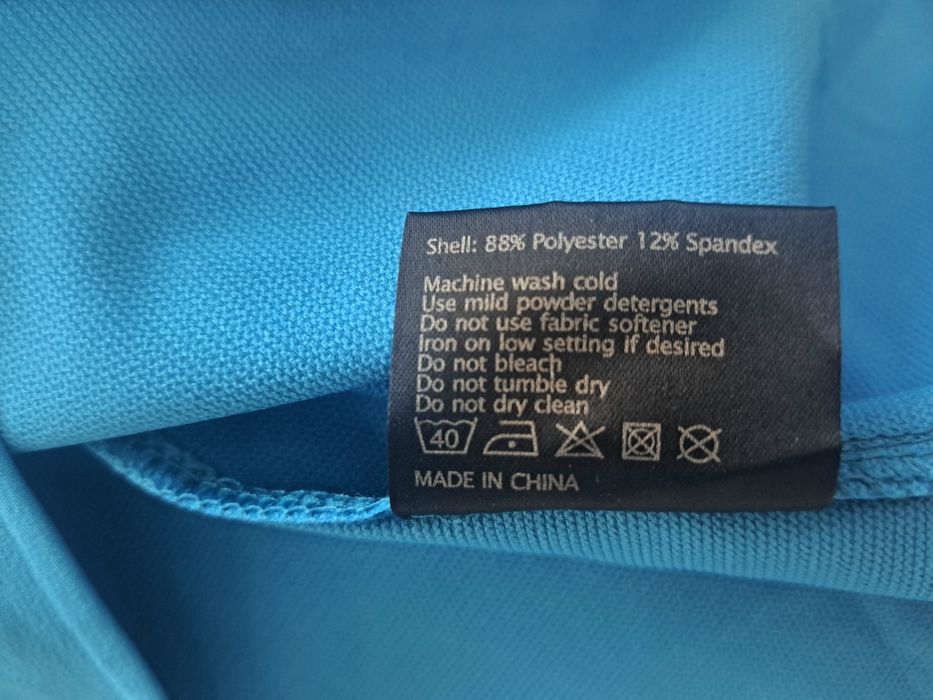 Shell: 88% Polyester 12% Spandex
Machine wash cold
Use mild powder detergents
Do not use fabric softener
Iron on low setting if desired
Do not bleach
Do not tumble dry
Do not dry clean
40
MADE IN CHINA